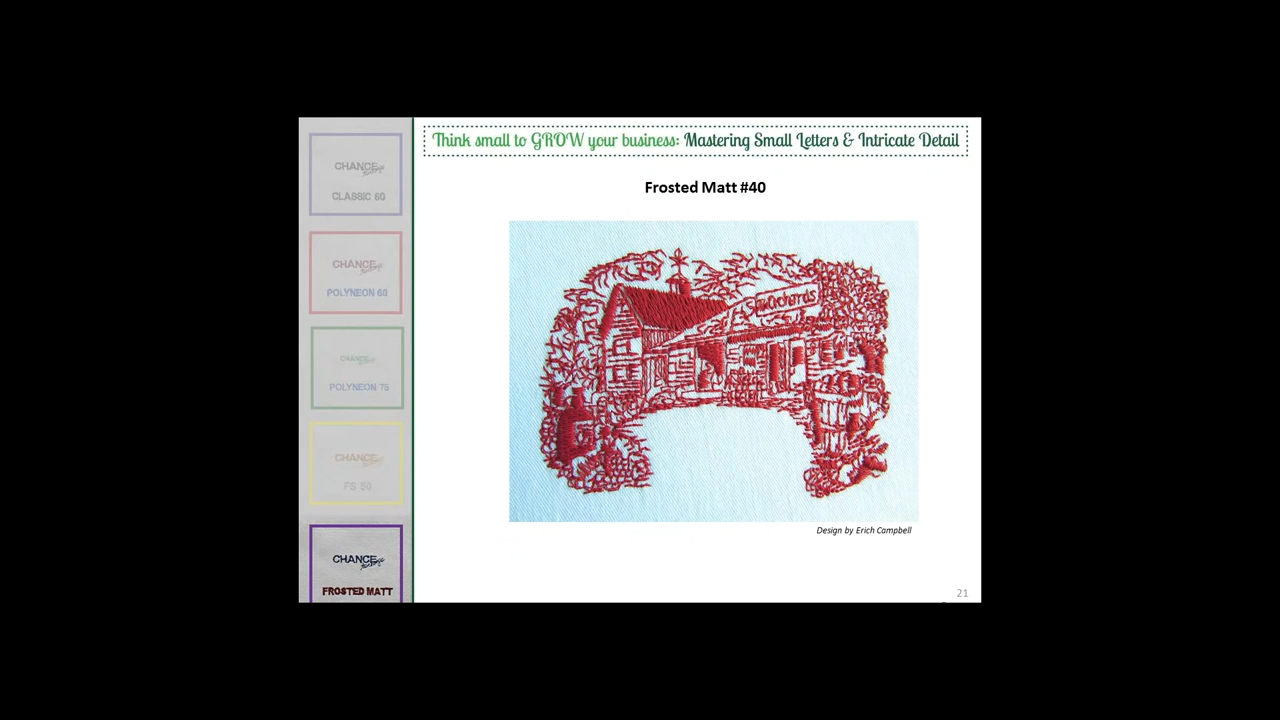 Think small to GROW your business: Mastering Small Letters & Intricate Detail
Frosted Matt #40
CHANCE
CLASSIC 60
CHANCE
POLYNEON 60
CHANCE
POLYNEON 75
CHANCE
FS 50
CHANCE
FROSTED MATT
Design by Erich Campbell
21